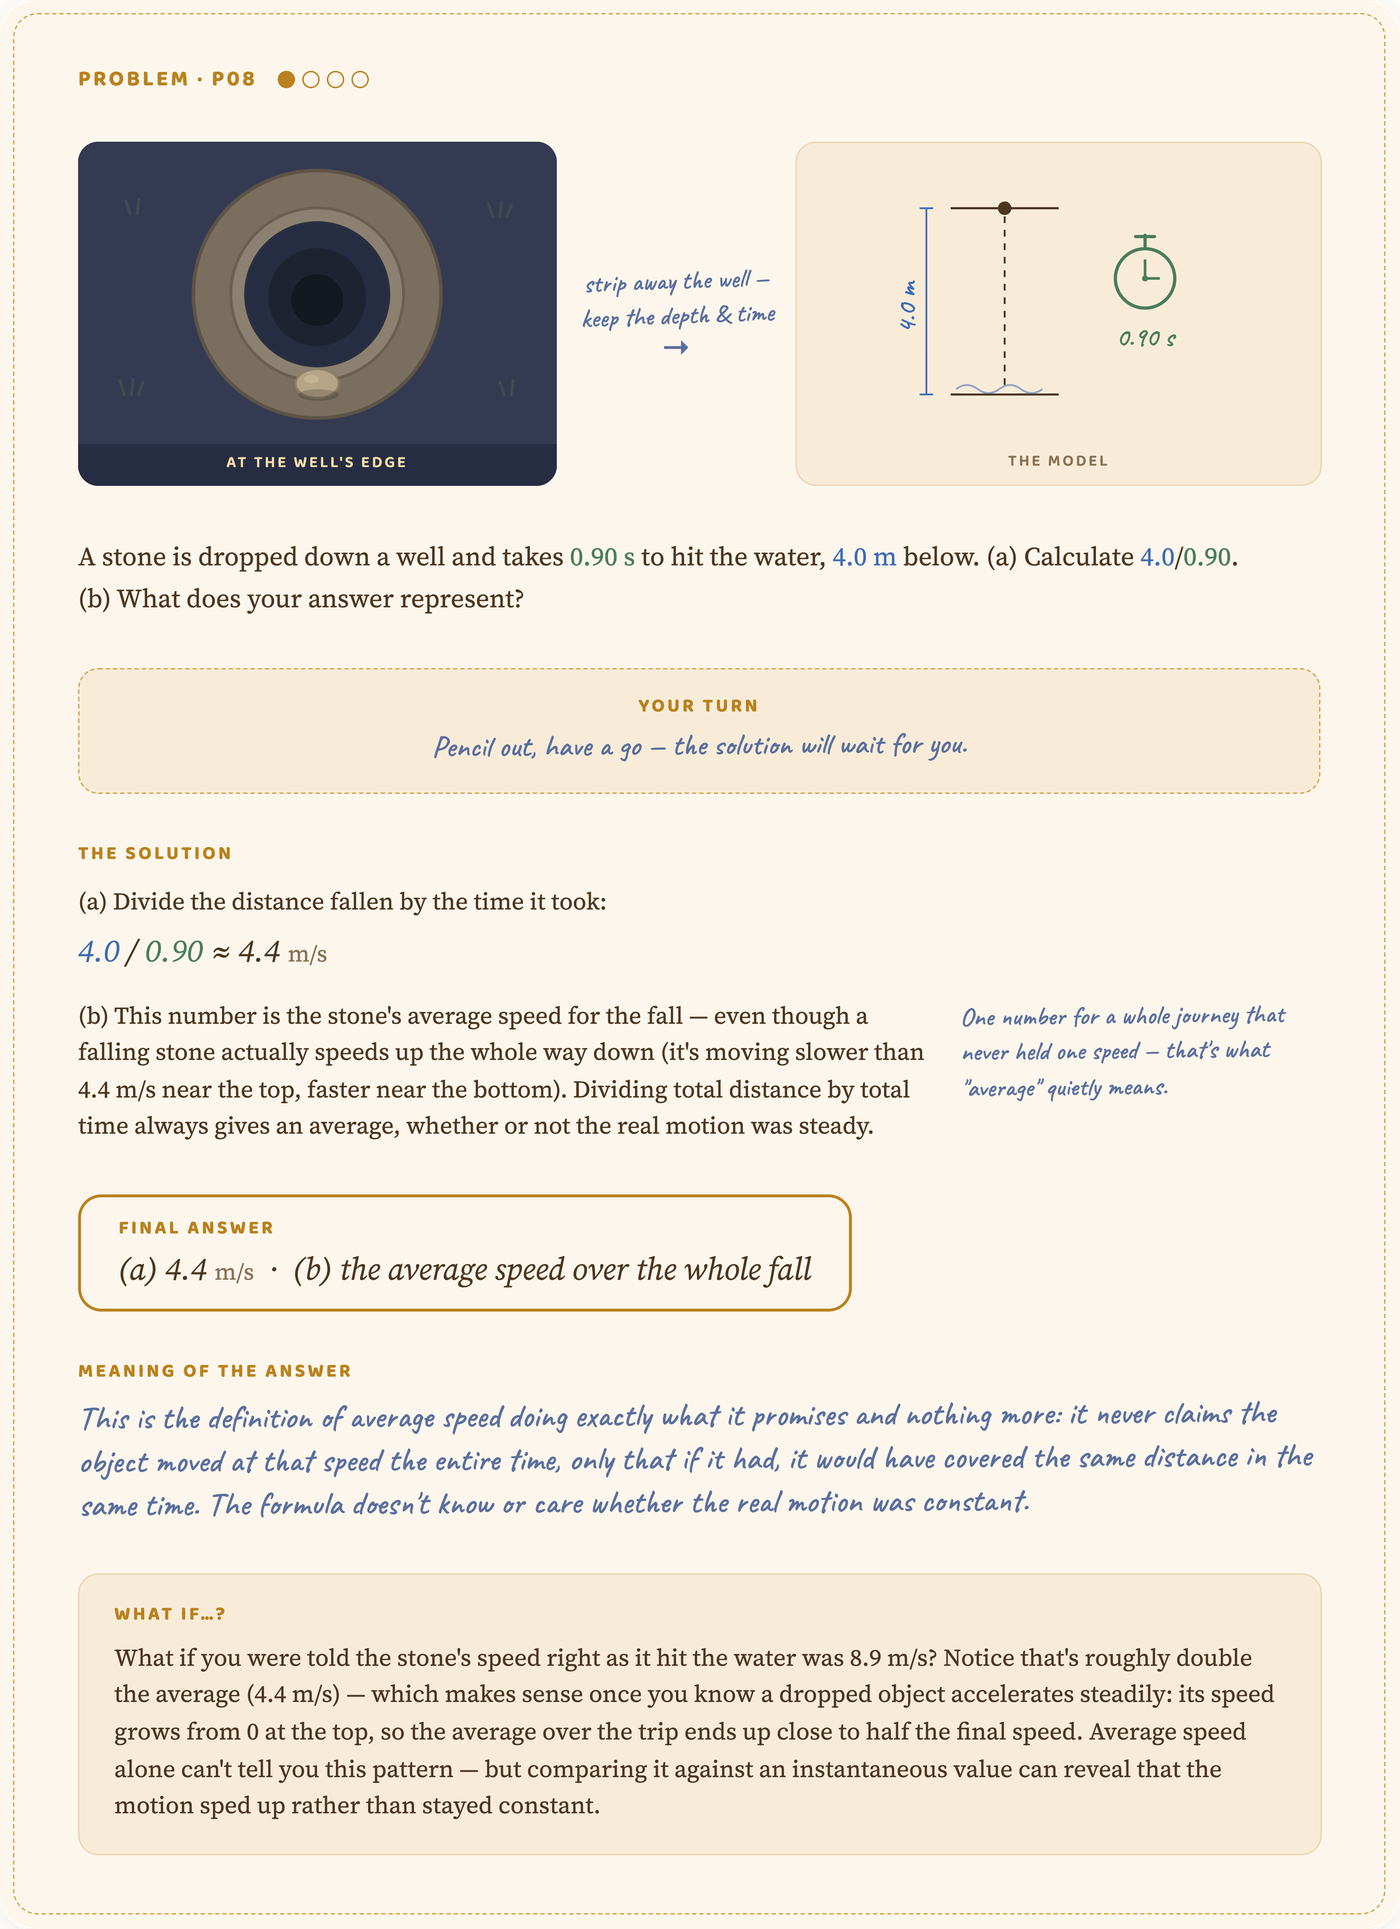 PROBLEM · P08
AT THE WELL'S EDGE
strip away the well —
keep the depth & time
→
4.0 m
0.90 s
THE MODEL
A stone is dropped down a well and takes 0.90 s to hit the water, 4.0 m below. (a) Calculate 4.0/0.90.
(b) What does your answer represent?
YOUR TURN
Pencil out, have a go — the solution will wait for you.
THE SOLUTION
(a) Divide the distance fallen by the time it took:
4.0 / 0.90 ≈ 4.4 m/s
(b) This number is the stone's average speed for the fall — even though a
falling stone actually speeds up the whole way down (it's moving slower than
4.4 m/s near the top, faster near the bottom). Dividing total distance by total
time always gives an average, whether or not the real motion was steady.
One number for a whole journey that
never held one speed — that's what
"average" quietly means.
FINAL ANSWER
(a) 4.4 m/s · (b) the average speed over the whole fall
MEANING OF THE ANSWER
This is the definition of average speed doing exactly what it promises and nothing more: it never claims the
object moved at that speed the entire time, only that if it had, it would have covered the same distance in the
same time. The formula doesn't know or care whether the real motion was constant.
WHAT IF…?
What if you were told the stone's speed right as it hit the water was 8.9 m/s? Notice that's roughly double
the average (4.4 m/s) — which makes sense once you know a dropped object accelerates steadily: its speed
grows from 0 at the top, so the average over the trip ends up close to half the final speed. Average speed
alone can't tell you this pattern — but comparing it against an instantaneous value can reveal that the
motion sped up rather than stayed constant.